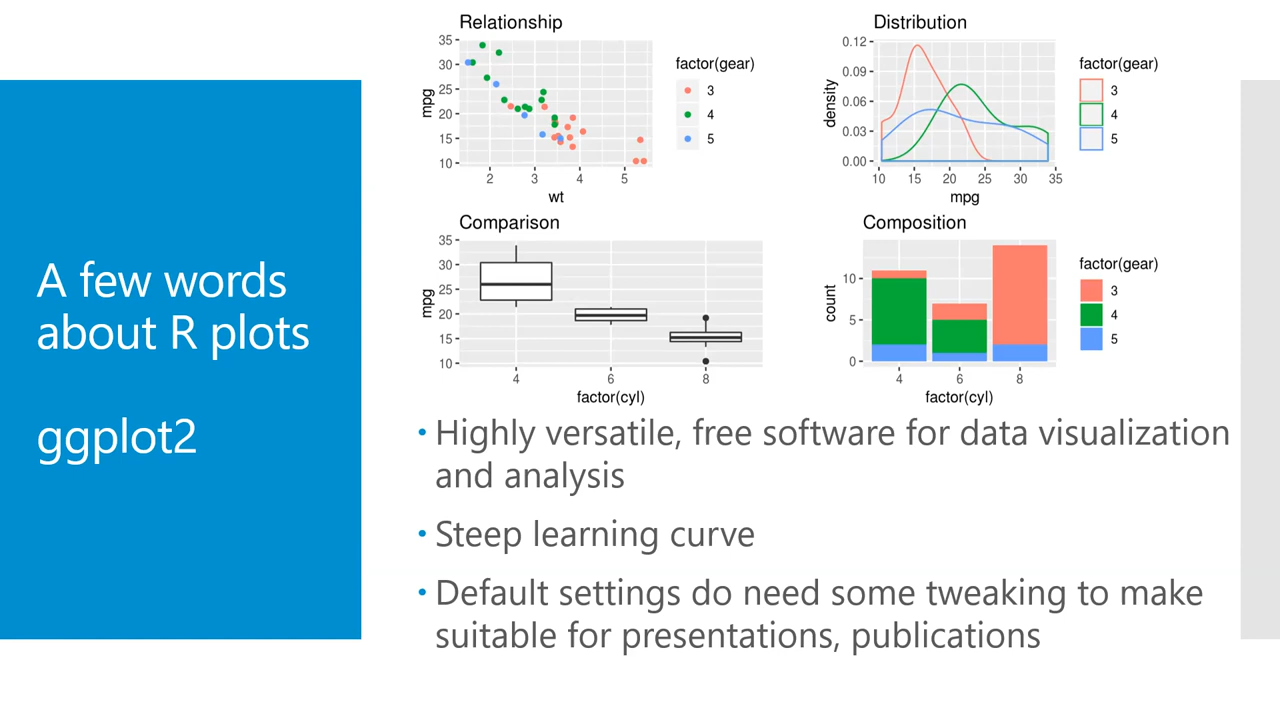 A few words
about R plots
ggplot2
Relationship
35
30
25
20
15
10
mpg
2 3 4 5
wt
factor(gear)
3
4
5
Distribution
0.12
0.09
0.06
0.03
0.00
density
10 15 20 25 30 35
mpg
factor(gear)
3
4
5
Comparison
35
30
25
20
15
10
mpg
4 6 8
factor(cyl)
Composition
10
5
0
count
4 6 8
factor(cyl)
factor(gear)
3
4
5
• Highly versatile, free software for data visualization
and analysis
• Steep learning curve
• Default settings do need some tweaking to make
suitable for presentations, publications